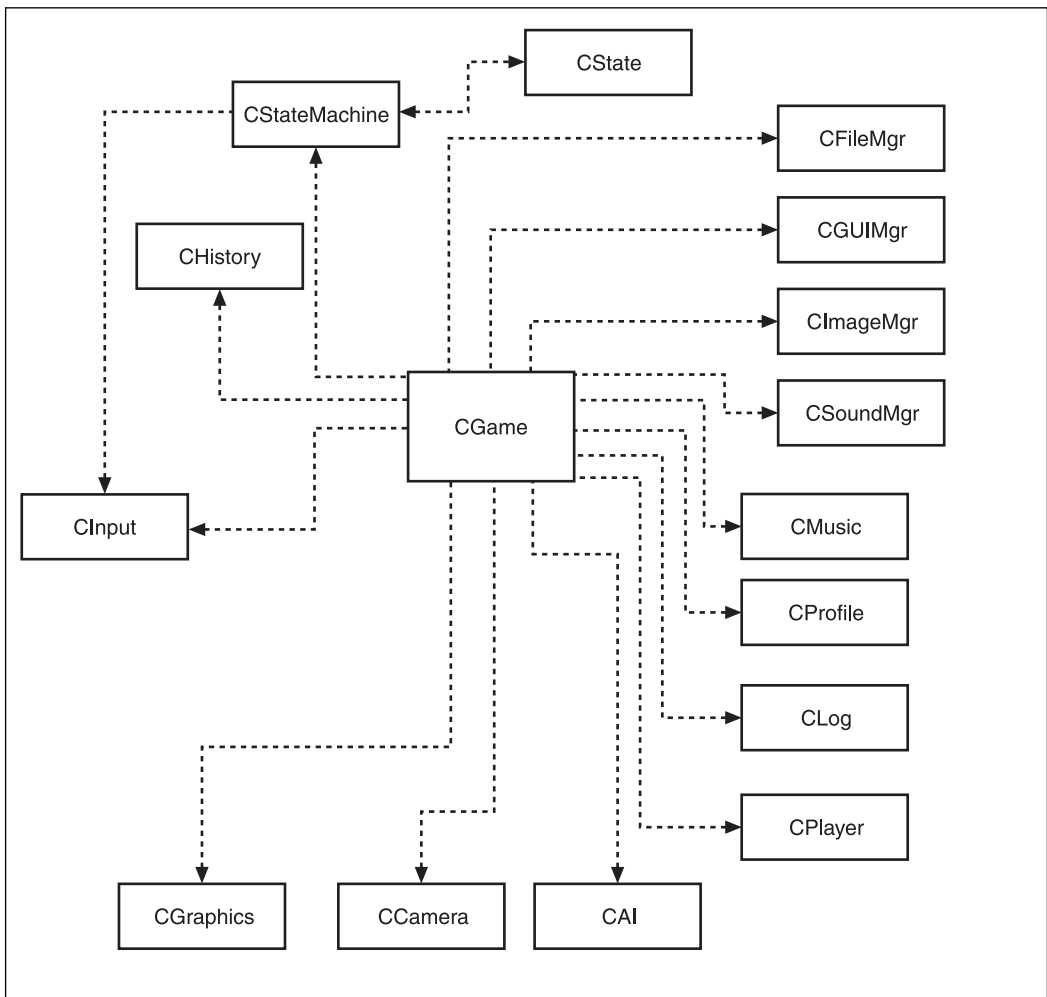 CState
CStateMachine
CFileMgr
CGUIMgr
CHistory
CImageMgr
CSoundMgr
CGame
CInput
CMusic
CProfile
CLog
CPlayer
CGraphics
CCamera
CAI